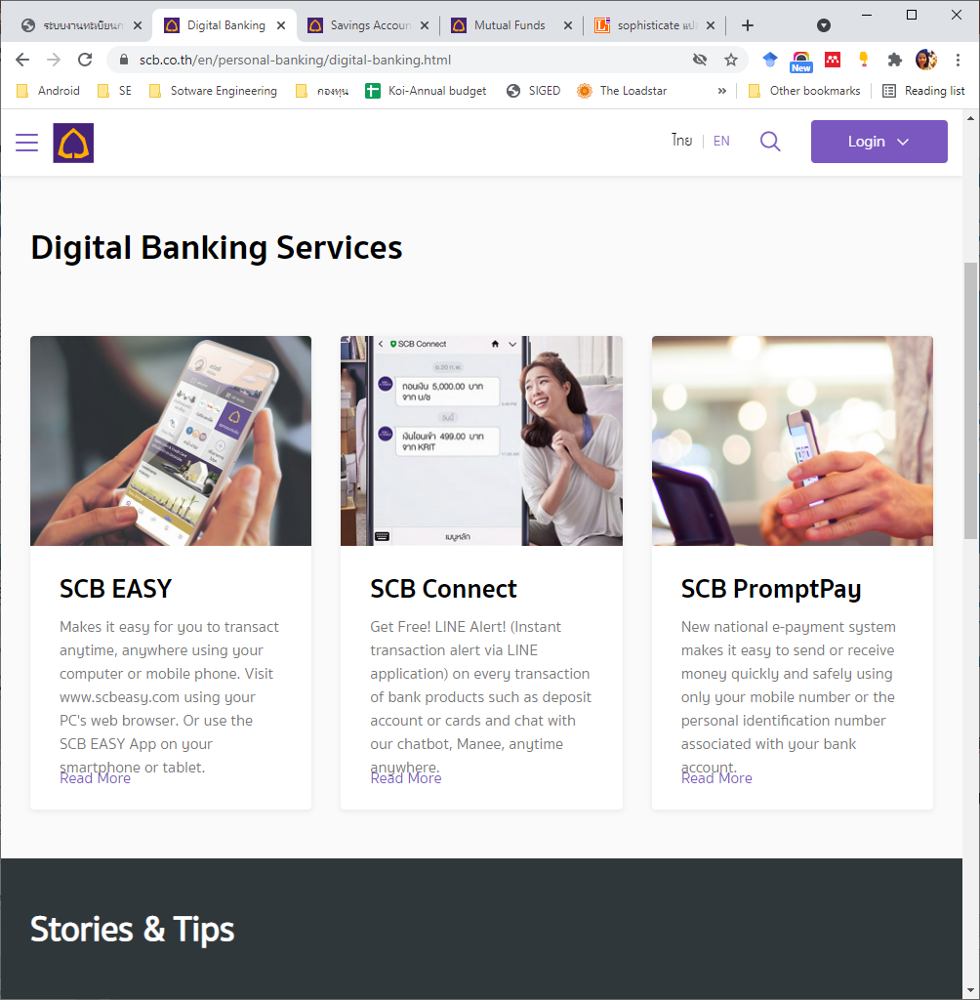 ระบบงานทะเบียนก
Digital Banking
Savings Accoun
Mutual Funds
sophisticate แปล
scb.co.th/en/personal-banking/digital-banking.html
New
Android
SE
Sotware Engineering
กองทุน
Koi-Annual budget
SIGED
The Loadstar
»
Other bookmarks
Reading list
ไทย | EN
Login
Digital Banking Services
SCB Connect
อ.20 ก.พ.
ถอนเงิน 5,000.00 บาท
จาก บ/ช
วันนี้
เงินโอนเข้า 499.00 บาท
จาก KRIT
เมนูหลัก
SCB EASY
Makes it easy for you to transact
anytime, anywhere using your
computer or mobile phone. Visit
www.scbeasy.com using your
PC's web browser. Or use the
SCB EASY App on your
smartphone or tablet.
Read More
SCB Connect
Get Free! LINE Alert! (Instant
transaction alert via LINE
application) on every transaction
of bank products such as deposit
account or cards and chat with
our chatbot, Manee, anytime
anywhere.
Read More
SCB PromptPay
New national e-payment system
makes it easy to send or receive
money quickly and safely using
only your mobile number or the
personal identification number
associated with your bank
account.
Read More
Stories & Tips